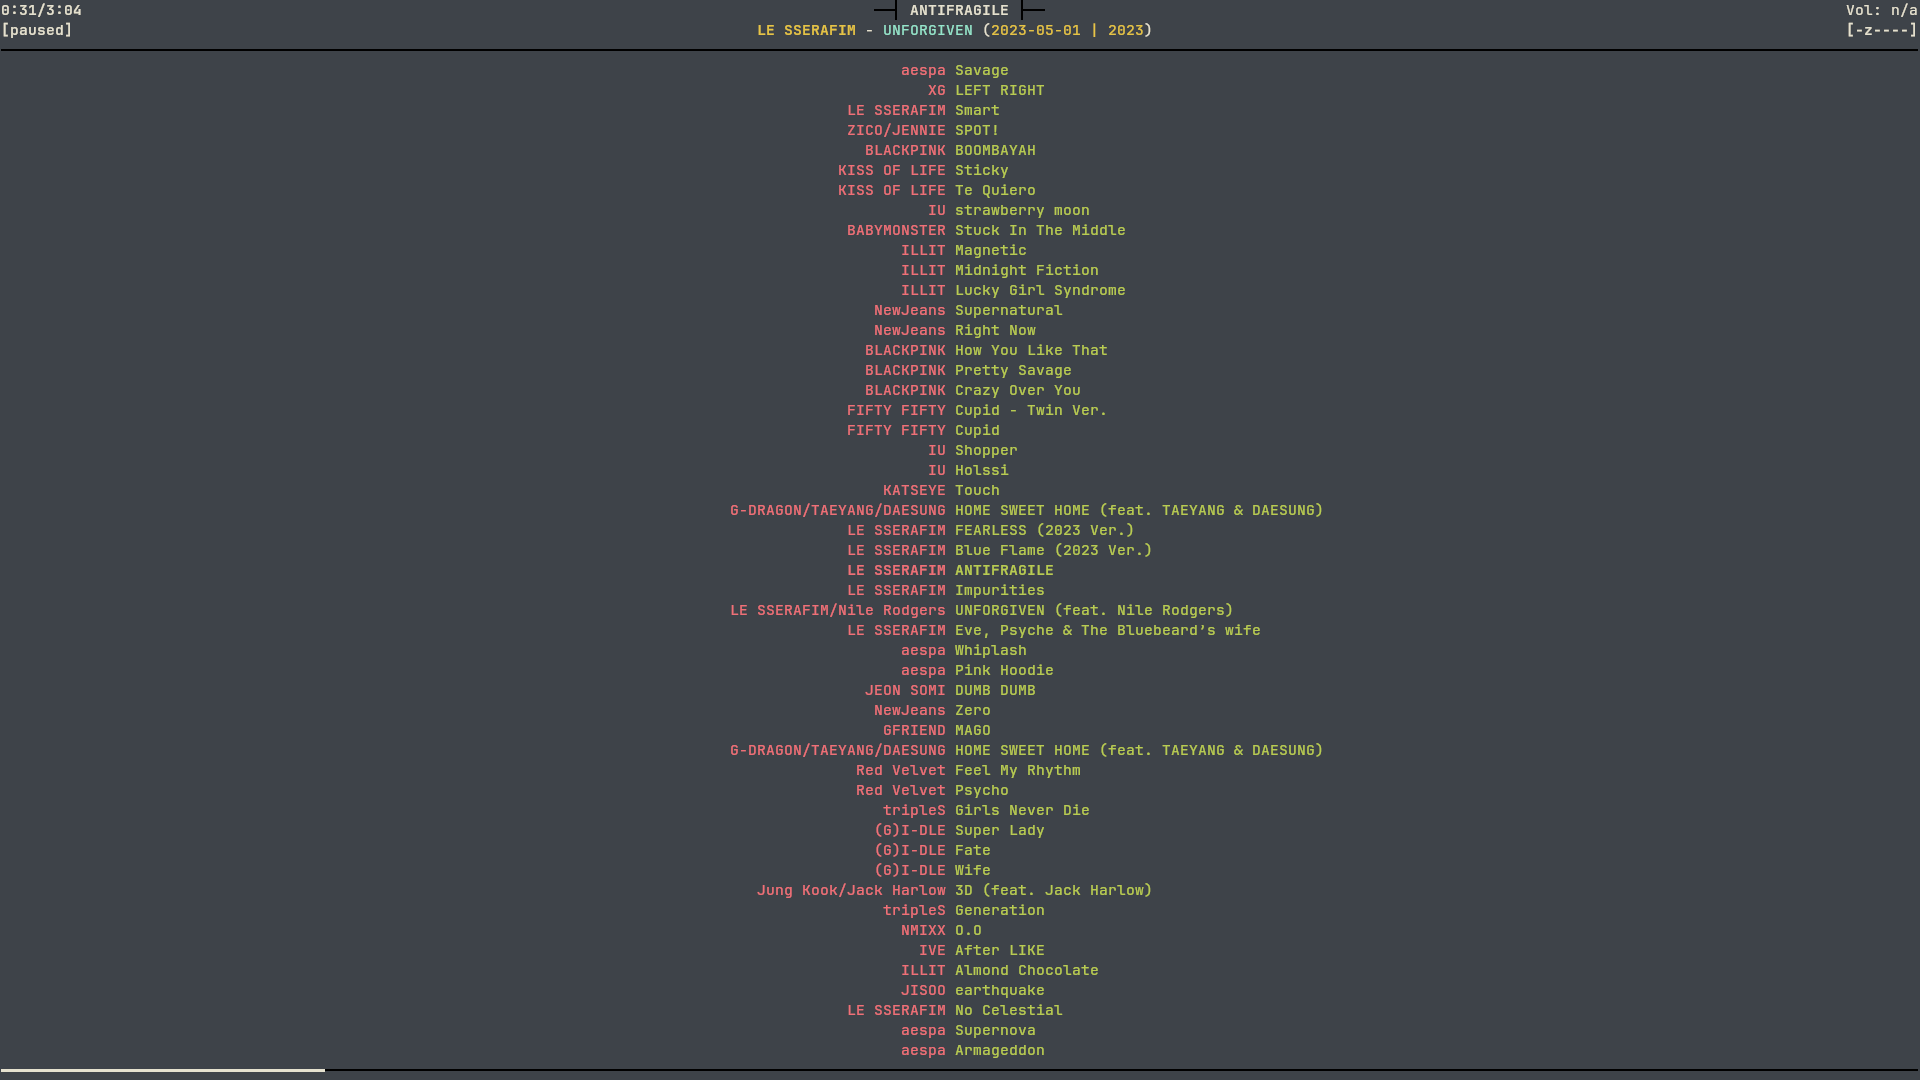 0:31/3:04 ANTIFRAGILE Vol: n/a
[paused] LE SSERAFIM - UNFORGIVEN (2023-05-01 | 2023) [-z----]
aespa Savage
XG LEFT RIGHT
LE SSERAFIM Smart
ZICO/JENNIE SPOT!
BLACKPINK BOOMBAYAH
KISS OF LIFE Sticky
KISS OF LIFE Te Quiero
IU strawberry moon
BABYMONSTER Stuck In The Middle
ILLIT Magnetic
ILLIT Midnight Fiction
ILLIT Lucky Girl Syndrome
NewJeans Supernatural
NewJeans Right Now
BLACKPINK How You Like That
BLACKPINK Pretty Savage
BLACKPINK Crazy Over You
FIFTY FIFTY Cupid - Twin Ver.
FIFTY FIFTY Cupid
IU Shopper
IU Holssi
KATSEYE Touch
G-DRAGON/TAEYANG/DAESUNG HOME SWEET HOME (feat. TAEYANG & DAESUNG)
LE SSERAFIM FEARLESS (2023 Ver.)
LE SSERAFIM Blue Flame (2023 Ver.)
LE SSERAFIM ANTIFRAGILE
LE SSERAFIM Impurities
LE SSERAFIM/Nile Rodgers UNFORGIVEN (feat. Nile Rodgers)
LE SSERAFIM Eve, Psyche & The Bluebeard’s wife
aespa Whiplash
aespa Pink Hoodie
JEON SOMI DUMB DUMB
NewJeans Zero
GFRIEND MAGO
G-DRAGON/TAEYANG/DAESUNG HOME SWEET HOME (feat. TAEYANG & DAESUNG)
Red Velvet Feel My Rhythm
Red Velvet Psycho
tripleS Girls Never Die
(G)I-DLE Super Lady
(G)I-DLE Fate
(G)I-DLE Wife
Jung Kook/Jack Harlow 3D (feat. Jack Harlow)
tripleS Generation
NMIXX O.O
IVE After LIKE
ILLIT Almond Chocolate
JISOO earthquake
LE SSERAFIM No Celestial
aespa Supernova
aespa Armageddon